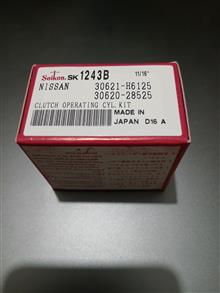 Seiken SK 1243B 11/16"
NISSAN 30621-H6125
30620-28525
CLUTCH OPERATING CYL. KIT
MADE IN
JAPAN D16 A